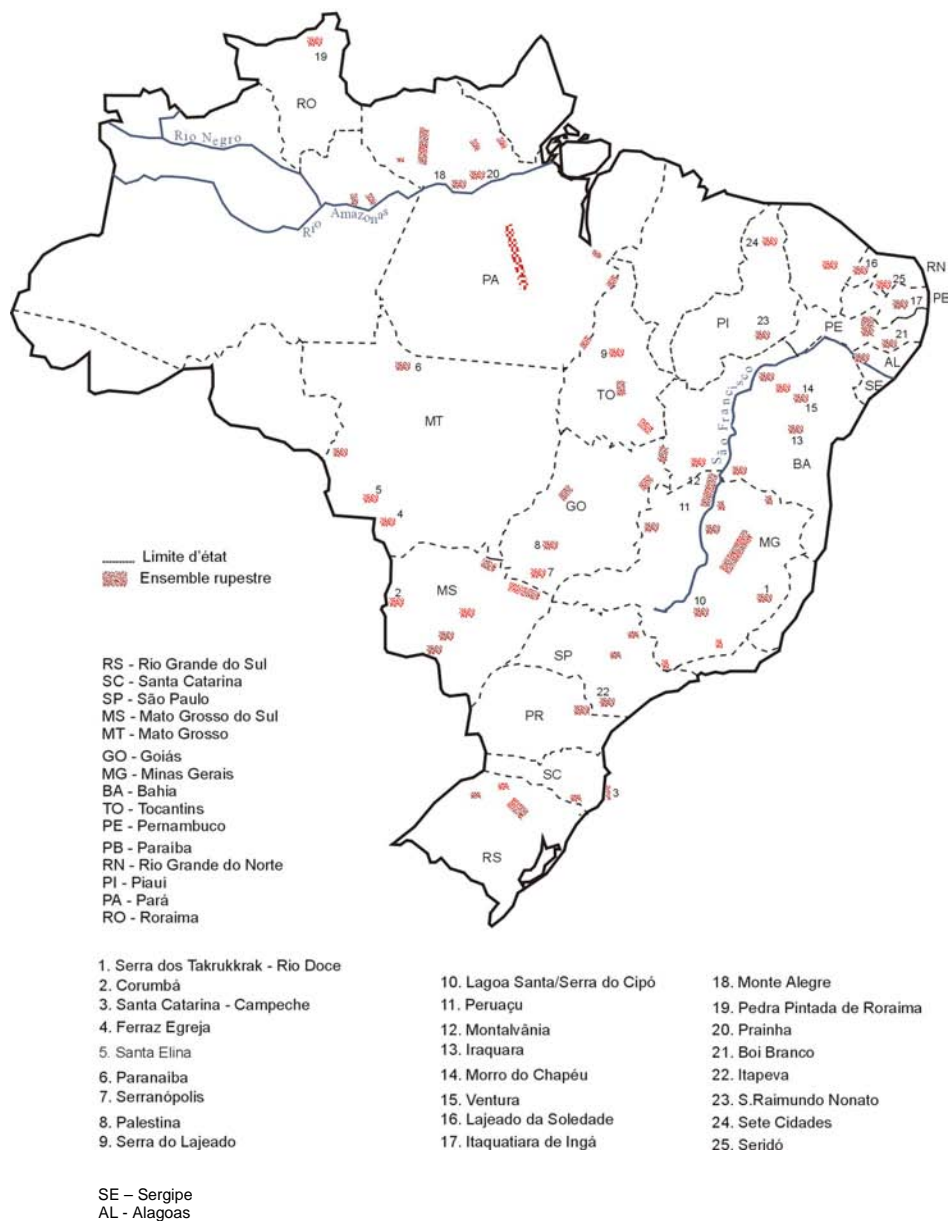 19
RO
Rio Negro
18
20
Rio Amazonas
PA
24
16
RN
25
PB
17
PI
23
PE
21
AL
SE
9
6
TO
São Francisco
14
15
13
MT
BA
12
5
11
GO
4
8
MG
7
Limite d'état
Ensemble rupestre
MS
2
1
10
SP
22
PR
SC
3
RS
RS - Rio Grande do Sul
SC - Santa Catarina
SP - São Paulo
MS - Mato Grosso do Sul
MT - Mato Grosso
GO - Goiás
MG - Minas Gerais
BA - Bahia
TO - Tocantins
PE - Pernambuco
PB - Paraiba
RN - Rio Grande do Norte
PI - Piaui
PA - Pará
RO - Roraima
1. Serra dos Takrukkrak - Rio Doce
2. Corumbá
3. Santa Catarina - Campeche
4. Ferraz Egreja
5. Santa Elina
6. Paranaiba
7. Serranópolis
8. Palestina
9. Serra do Lajeado
10. Lagoa Santa/Serra do Cipó
11. Peruaçu
12. Montalvânia
13. Iraquara
14. Morro do Chapéu
15. Ventura
16. Lajeado da Soledade
17. Itaquatiara de Ingá
18. Monte Alegre
19. Pedra Pintada de Roraima
20. Prainha
21. Boi Branco
22. Itapeva
23. S.Raimundo Nonato
24. Sete Cidades
25. Seridó
SE – Sergipe
AL - Alagoas